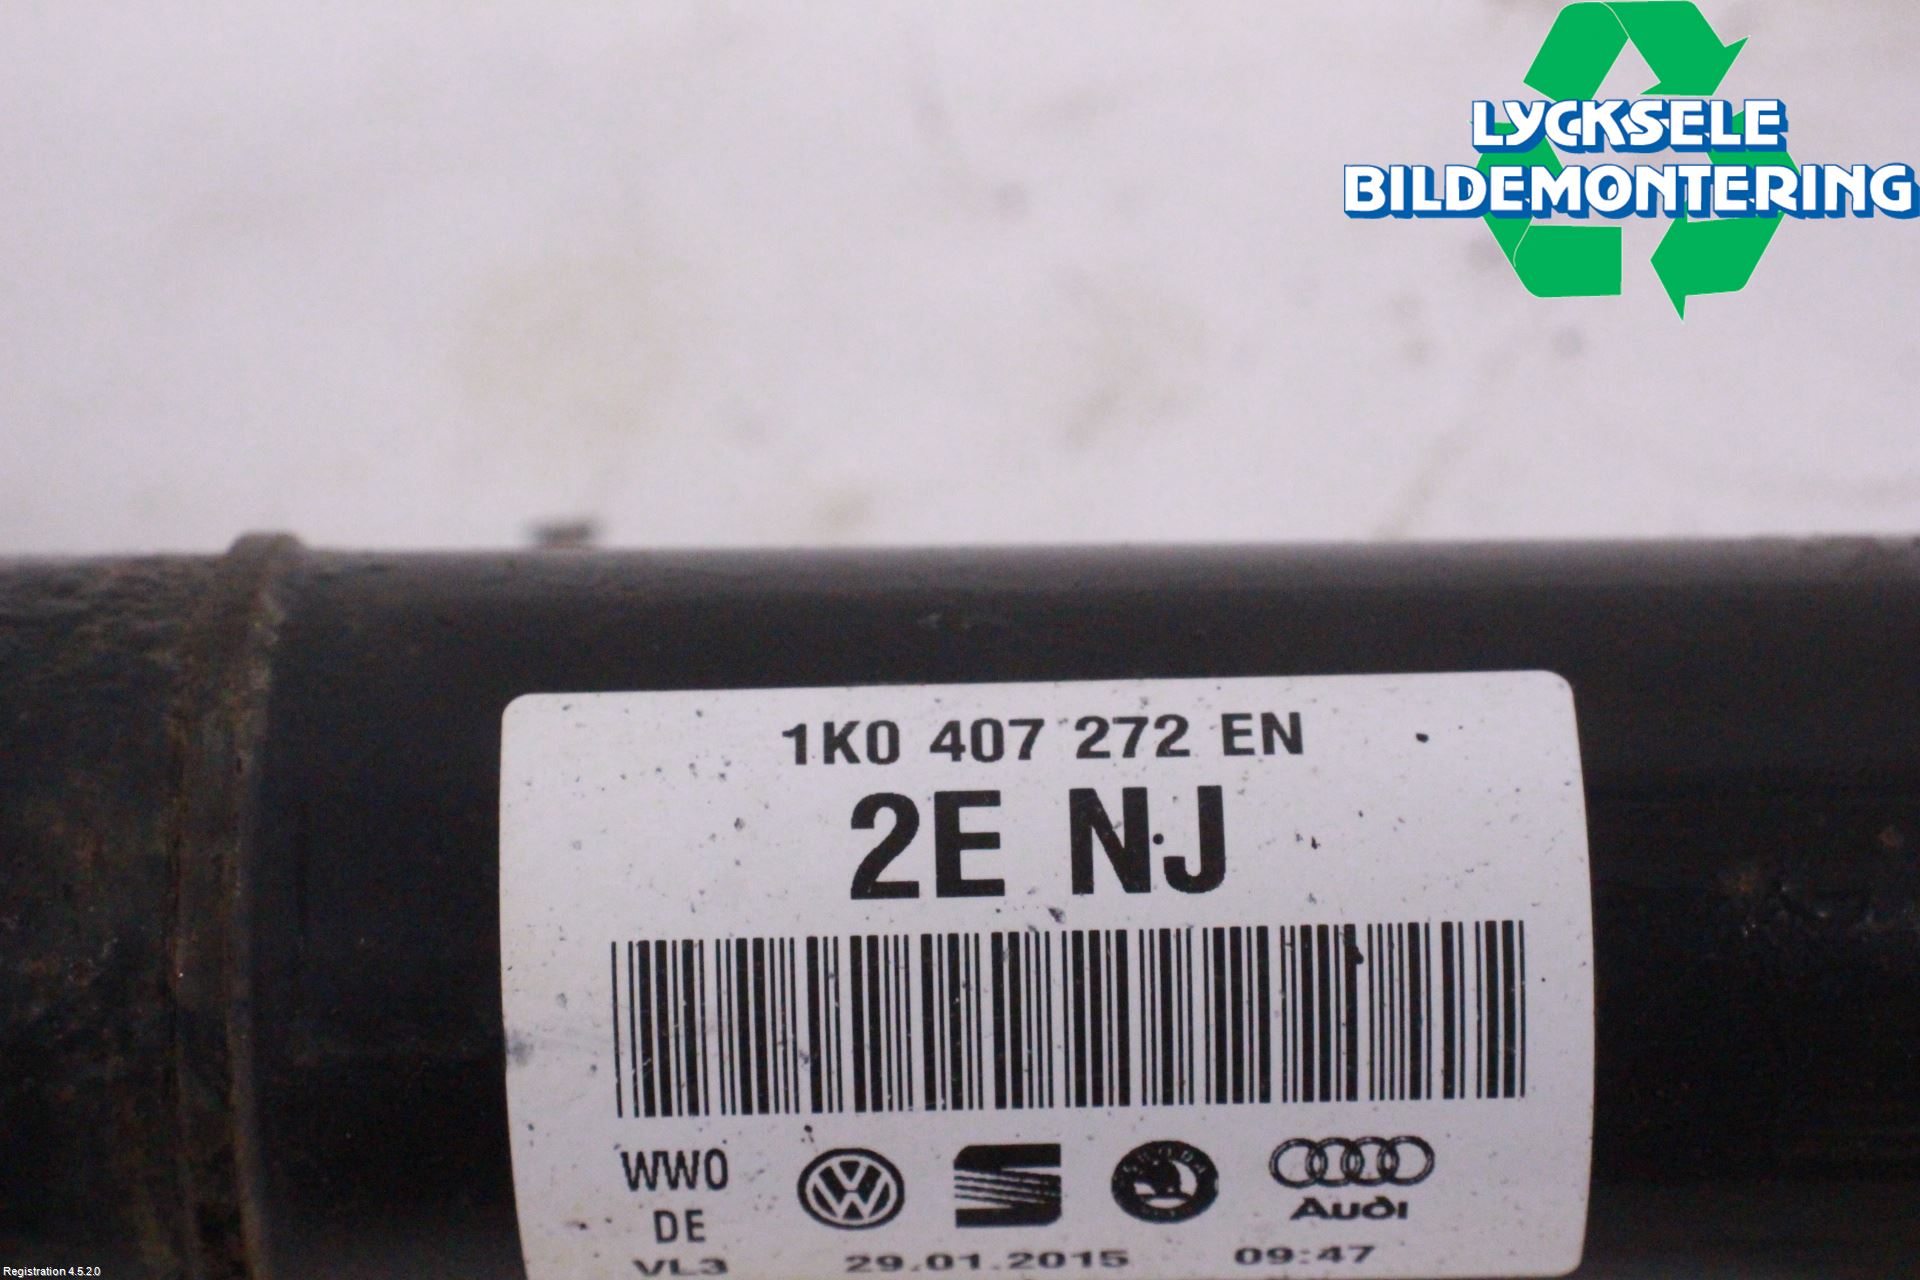 LYCKSELE
BILDEMONTERING
1K0 407 272 EN
2E NJ
WW0
DE
VL3
SKODA
Audi
29.01.2015 09:47
Registration 4.5.2.0